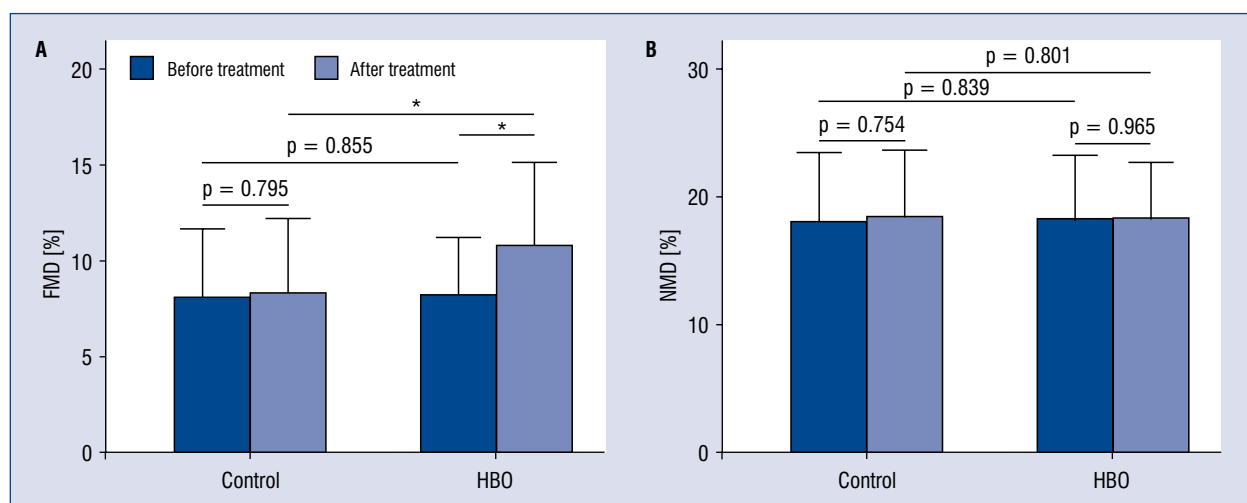 A
B
Before treatment
After treatment
FMD [%]
20
15
10
5
0
*
*
p = 0.855
p = 0.795
Control
HBO
NMD [%]
30
20
10
0
p = 0.801
p = 0.839
p = 0.754
p = 0.965
Control
HBO